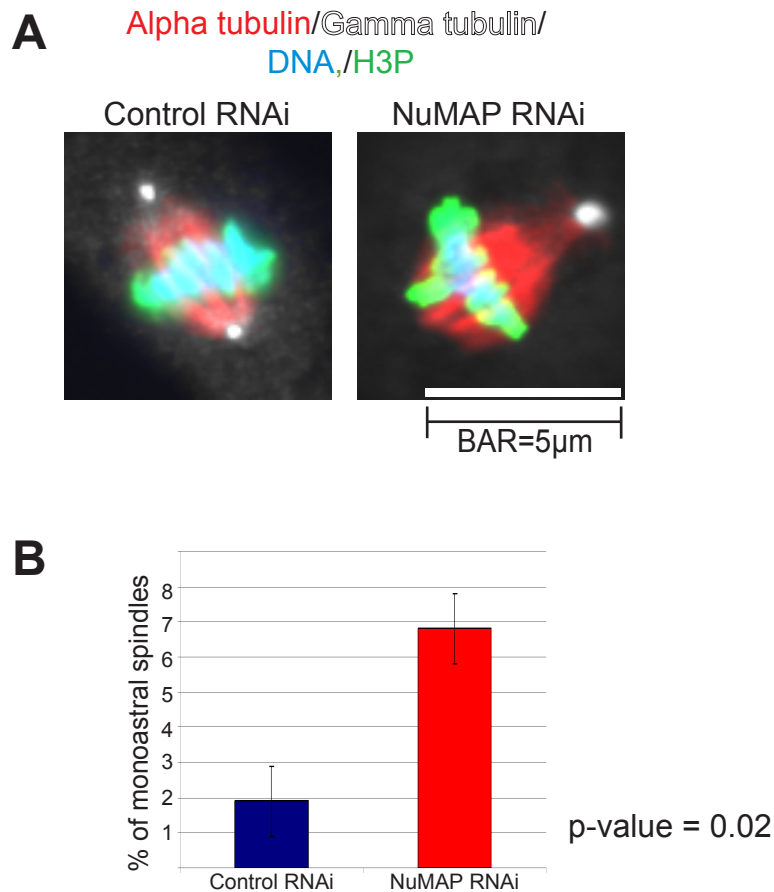 A
Alpha tubulin/Gamma tubulin/
DNA,/H3P
Control RNAi
NuMAP RNAi
BAR=5µm
B
% of monoastral spindles
8
7
6
5
4
3
2
1
Control RNAi
NuMAP RNAi
p-value = 0.02